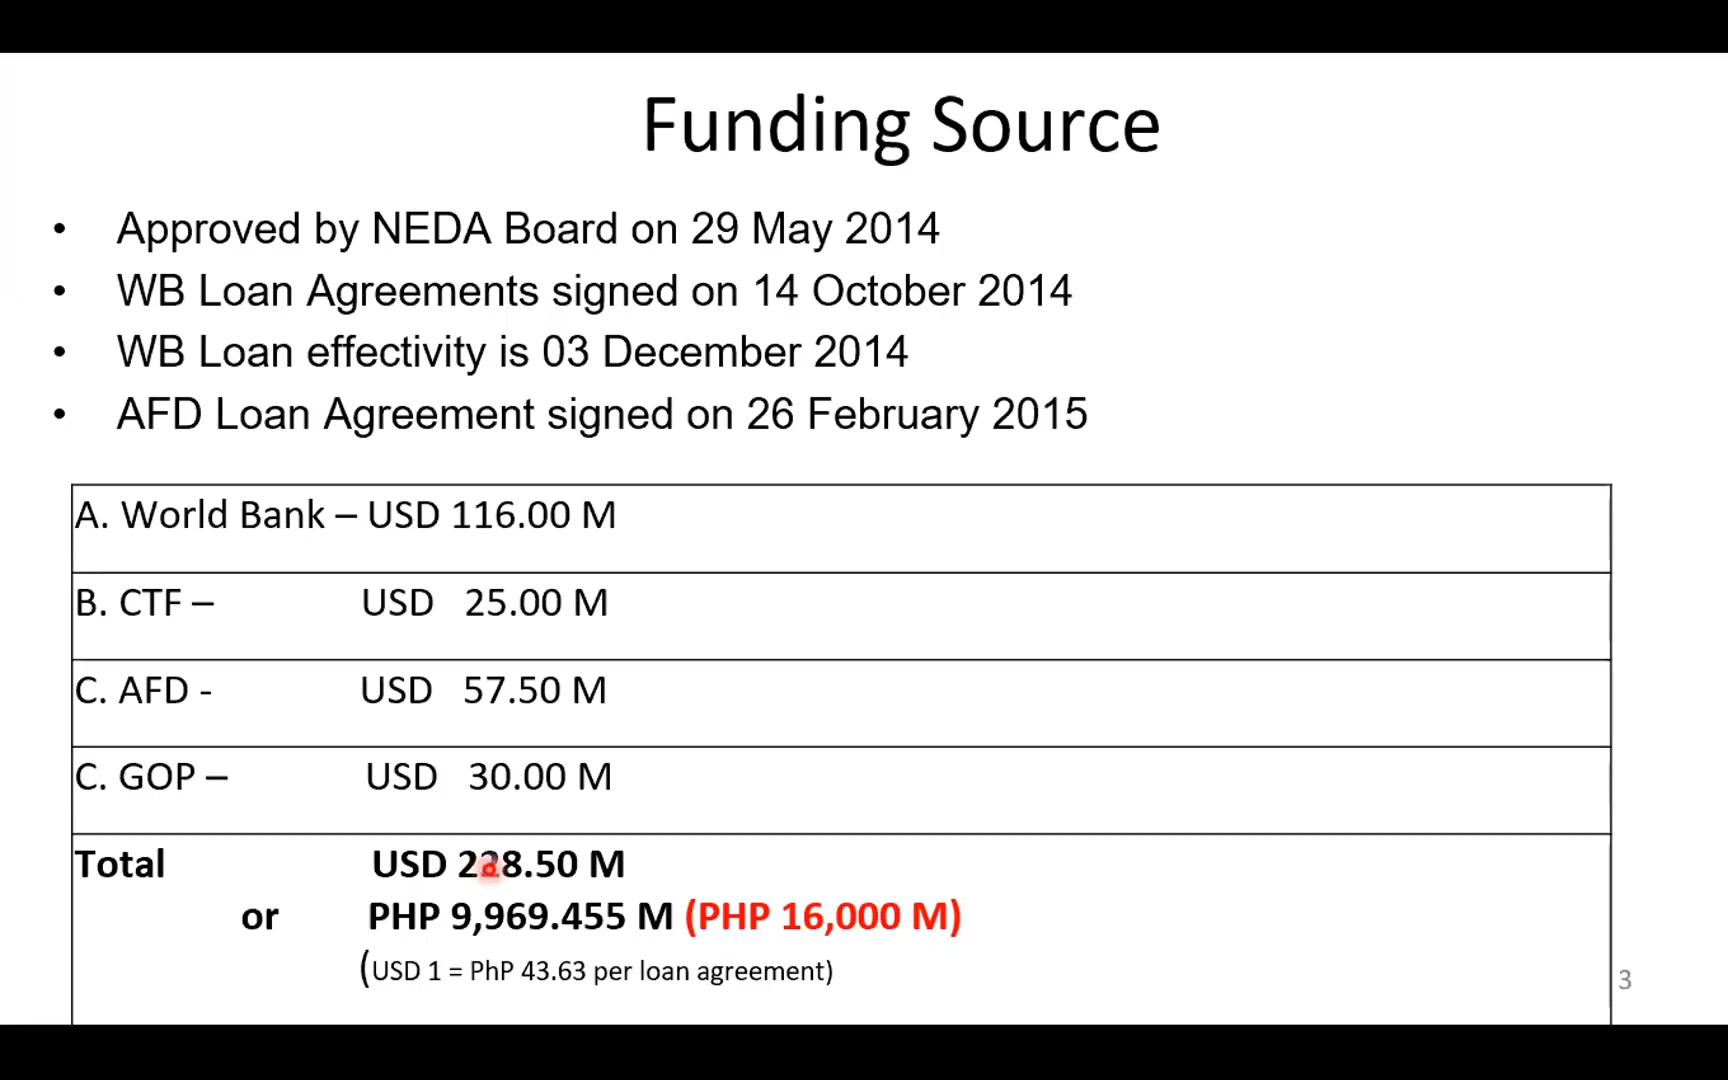 Funding Source
• Approved by NEDA Board on 29 May 2014
• WB Loan Agreements signed on 14 October 2014
• WB Loan effectivity is 03 December 2014
• AFD Loan Agreement signed on 26 February 2015
A. World Bank – USD 116.00 M
B. CTF – USD 25.00 M
C. AFD - USD 57.50 M
C. GOP – USD 30.00 M
Total USD 228.50 M
or PHP 9,969.455 M (PHP 16,000 M)
(USD 1 = PhP 43.63 per loan agreement)
3